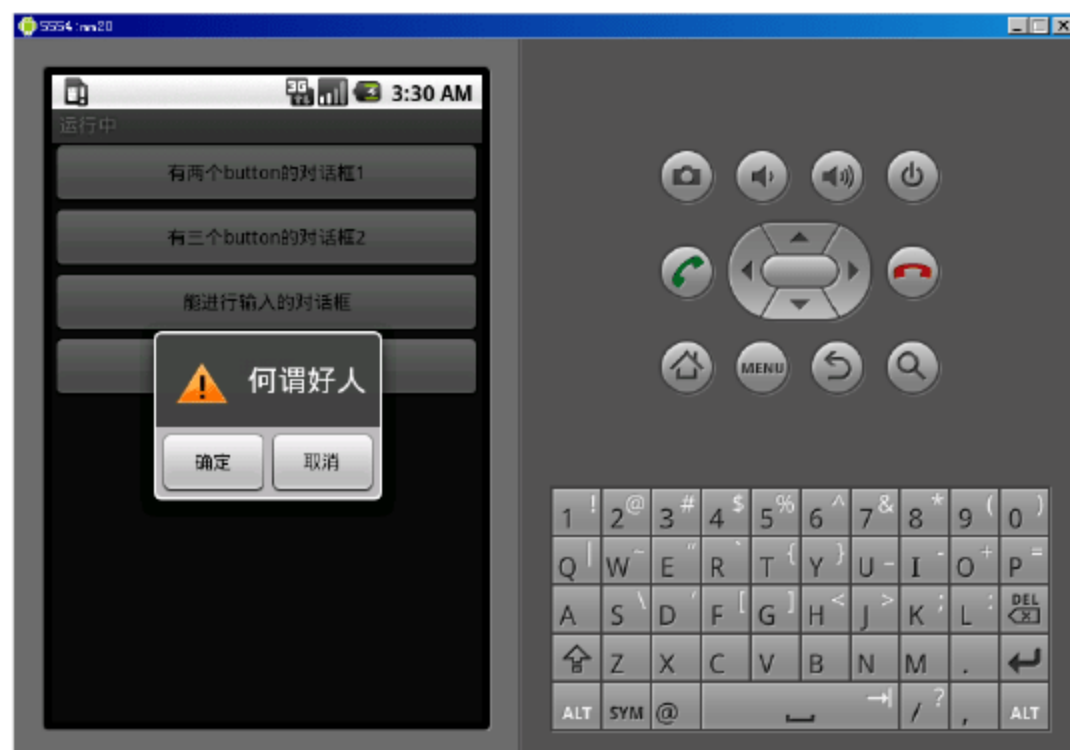 5554:nm20
3G
3:30 AM
运行中
有两个button的对话框1
有三个button的对话框2
能进行输入的对话框
何谓好人
确定 取消
MENU
1 ! 2 @ 3 # 4 $ 5 % 6 ^ 7 & 8 * 9 ( 0 )
Q | W ~ E " R ` T { Y } U - I - O + P =
A S \ D ' F [ G ] H < J > K ; L : DEL
Z X C V B N M .
ALT SYM @ / ? , ALT